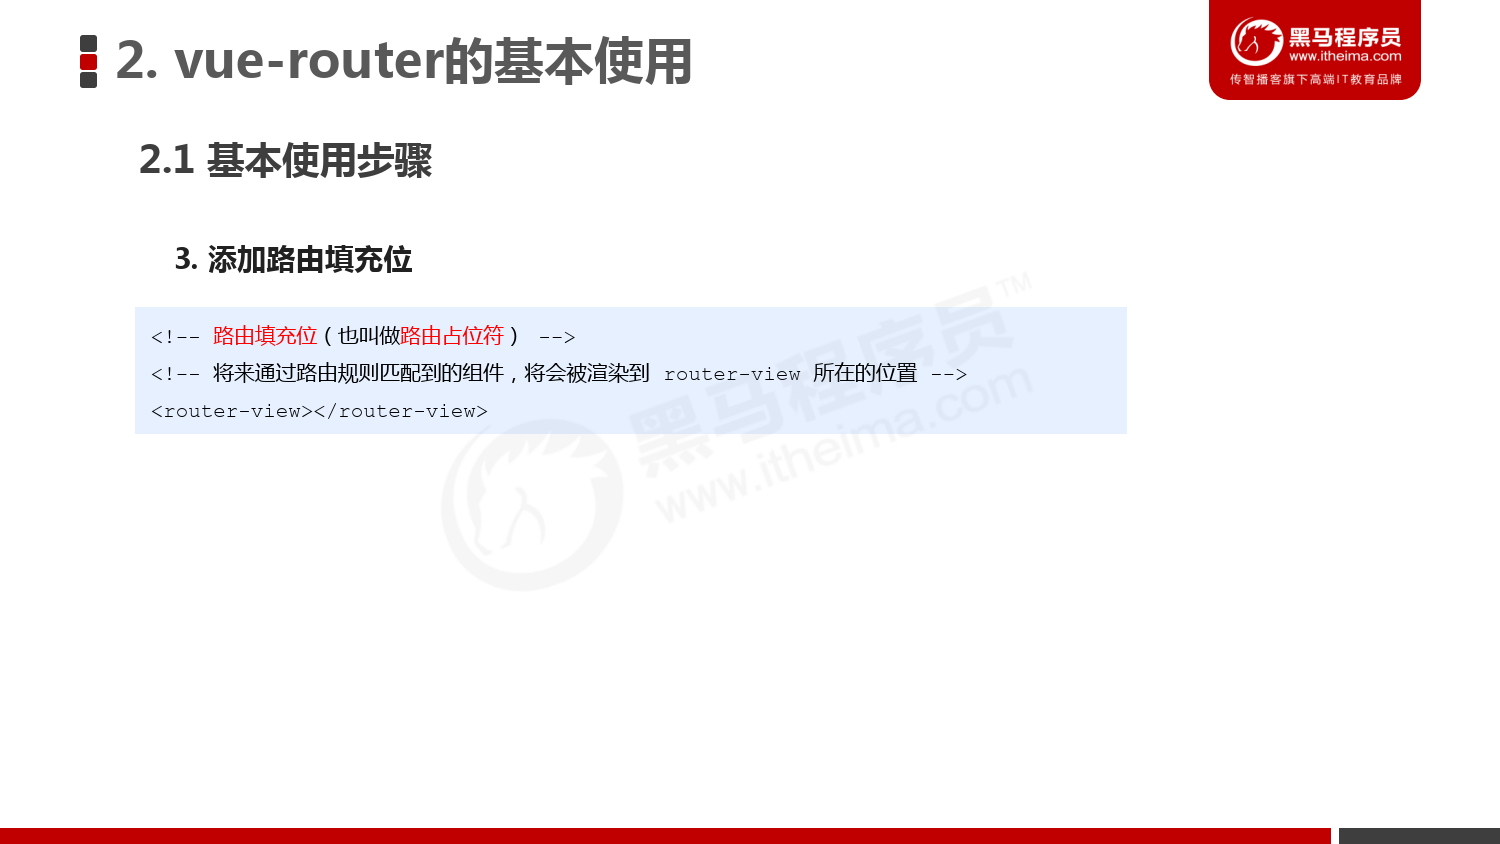 2. vue-router的基本使用
黑马程序员
www.itheima.com
传智播客旗下高端IT教育品牌
2.1 基本使用步骤
3. 添加路由填充位
<!-- 路由填充位（也叫做路由占位符） -->
<!-- 将来通过路由规则匹配到的组件，将会被渲染到 router-view 所在的位置 -->
<router-view></router-view>
黑马程序员™
www.itheima.com